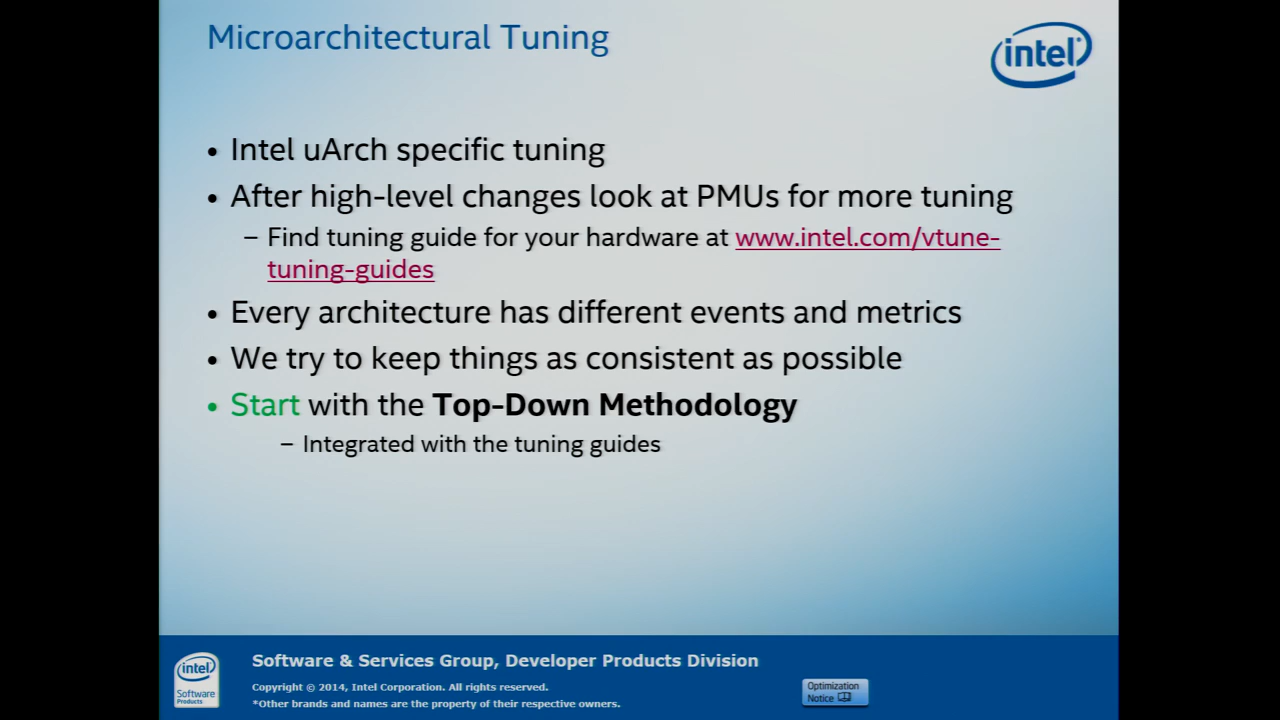 Microarchitectural Tuning
intel
• Intel uArch specific tuning
• After high-level changes look at PMUs for more tuning
– Find tuning guide for your hardware at www.intel.com/vtune-
tuning-guides
• Every architecture has different events and metrics
• We try to keep things as consistent as possible
• Start with the Top-Down Methodology
– Integrated with the tuning guides
intel
Software
Products
Software & Services Group, Developer Products Division
Copyright © 2014, Intel Corporation. All rights reserved.
*Other brands and names are the property of their respective owners.
Optimization
Notice